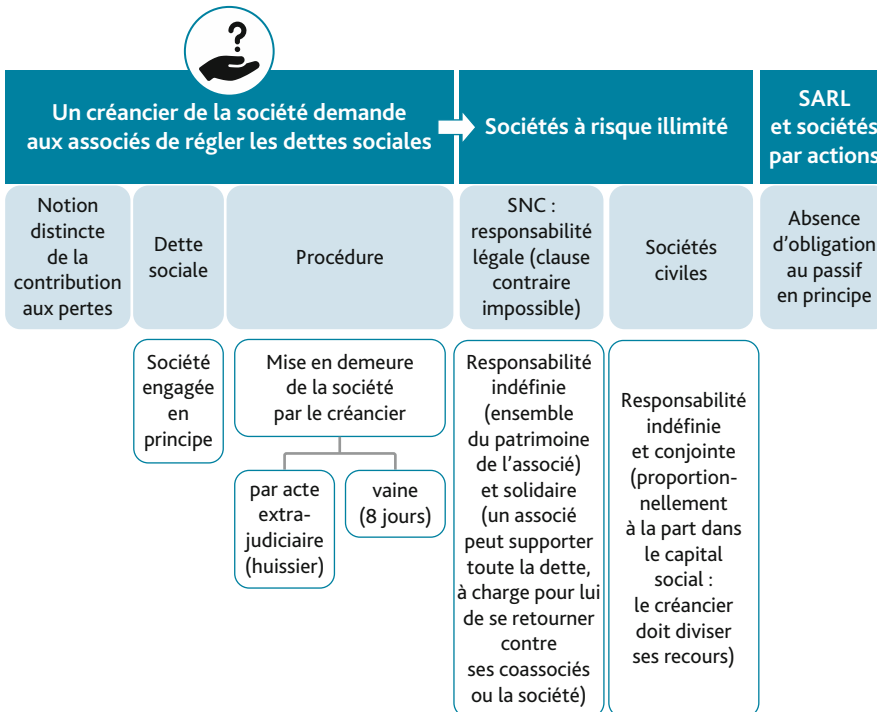 ?
Un créancier de la société demande
aux associés de régler les dettes sociales
Sociétés à risque illimité
SARL
et sociétés
par actions
Notion
distincte
de la
contribution
aux pertes
Dette
sociale
Procédure
SNC :
responsabilité
légale (clause
contraire
impossible)
Sociétés
civiles
Absence
d'obligation
au passif
en principe
Société
engagée
en
principe
Mise en demeure
de la société
par le créancier
par acte
extra-
judiciaire
(huissier)
vaine
(8 jours)
Responsabilité
indéfinie
(ensemble
du patrimoine
de l'associé)
et solidaire
(un associé
peut supporter
toute la dette,
à charge pour lui
de se retourner
contre
ses coassociés
ou la société)
Responsabilité
indéfinie
et conjointe
(proportion-
nellement
à la part dans
le capital
social :
le créancier
doit diviser
ses recours)